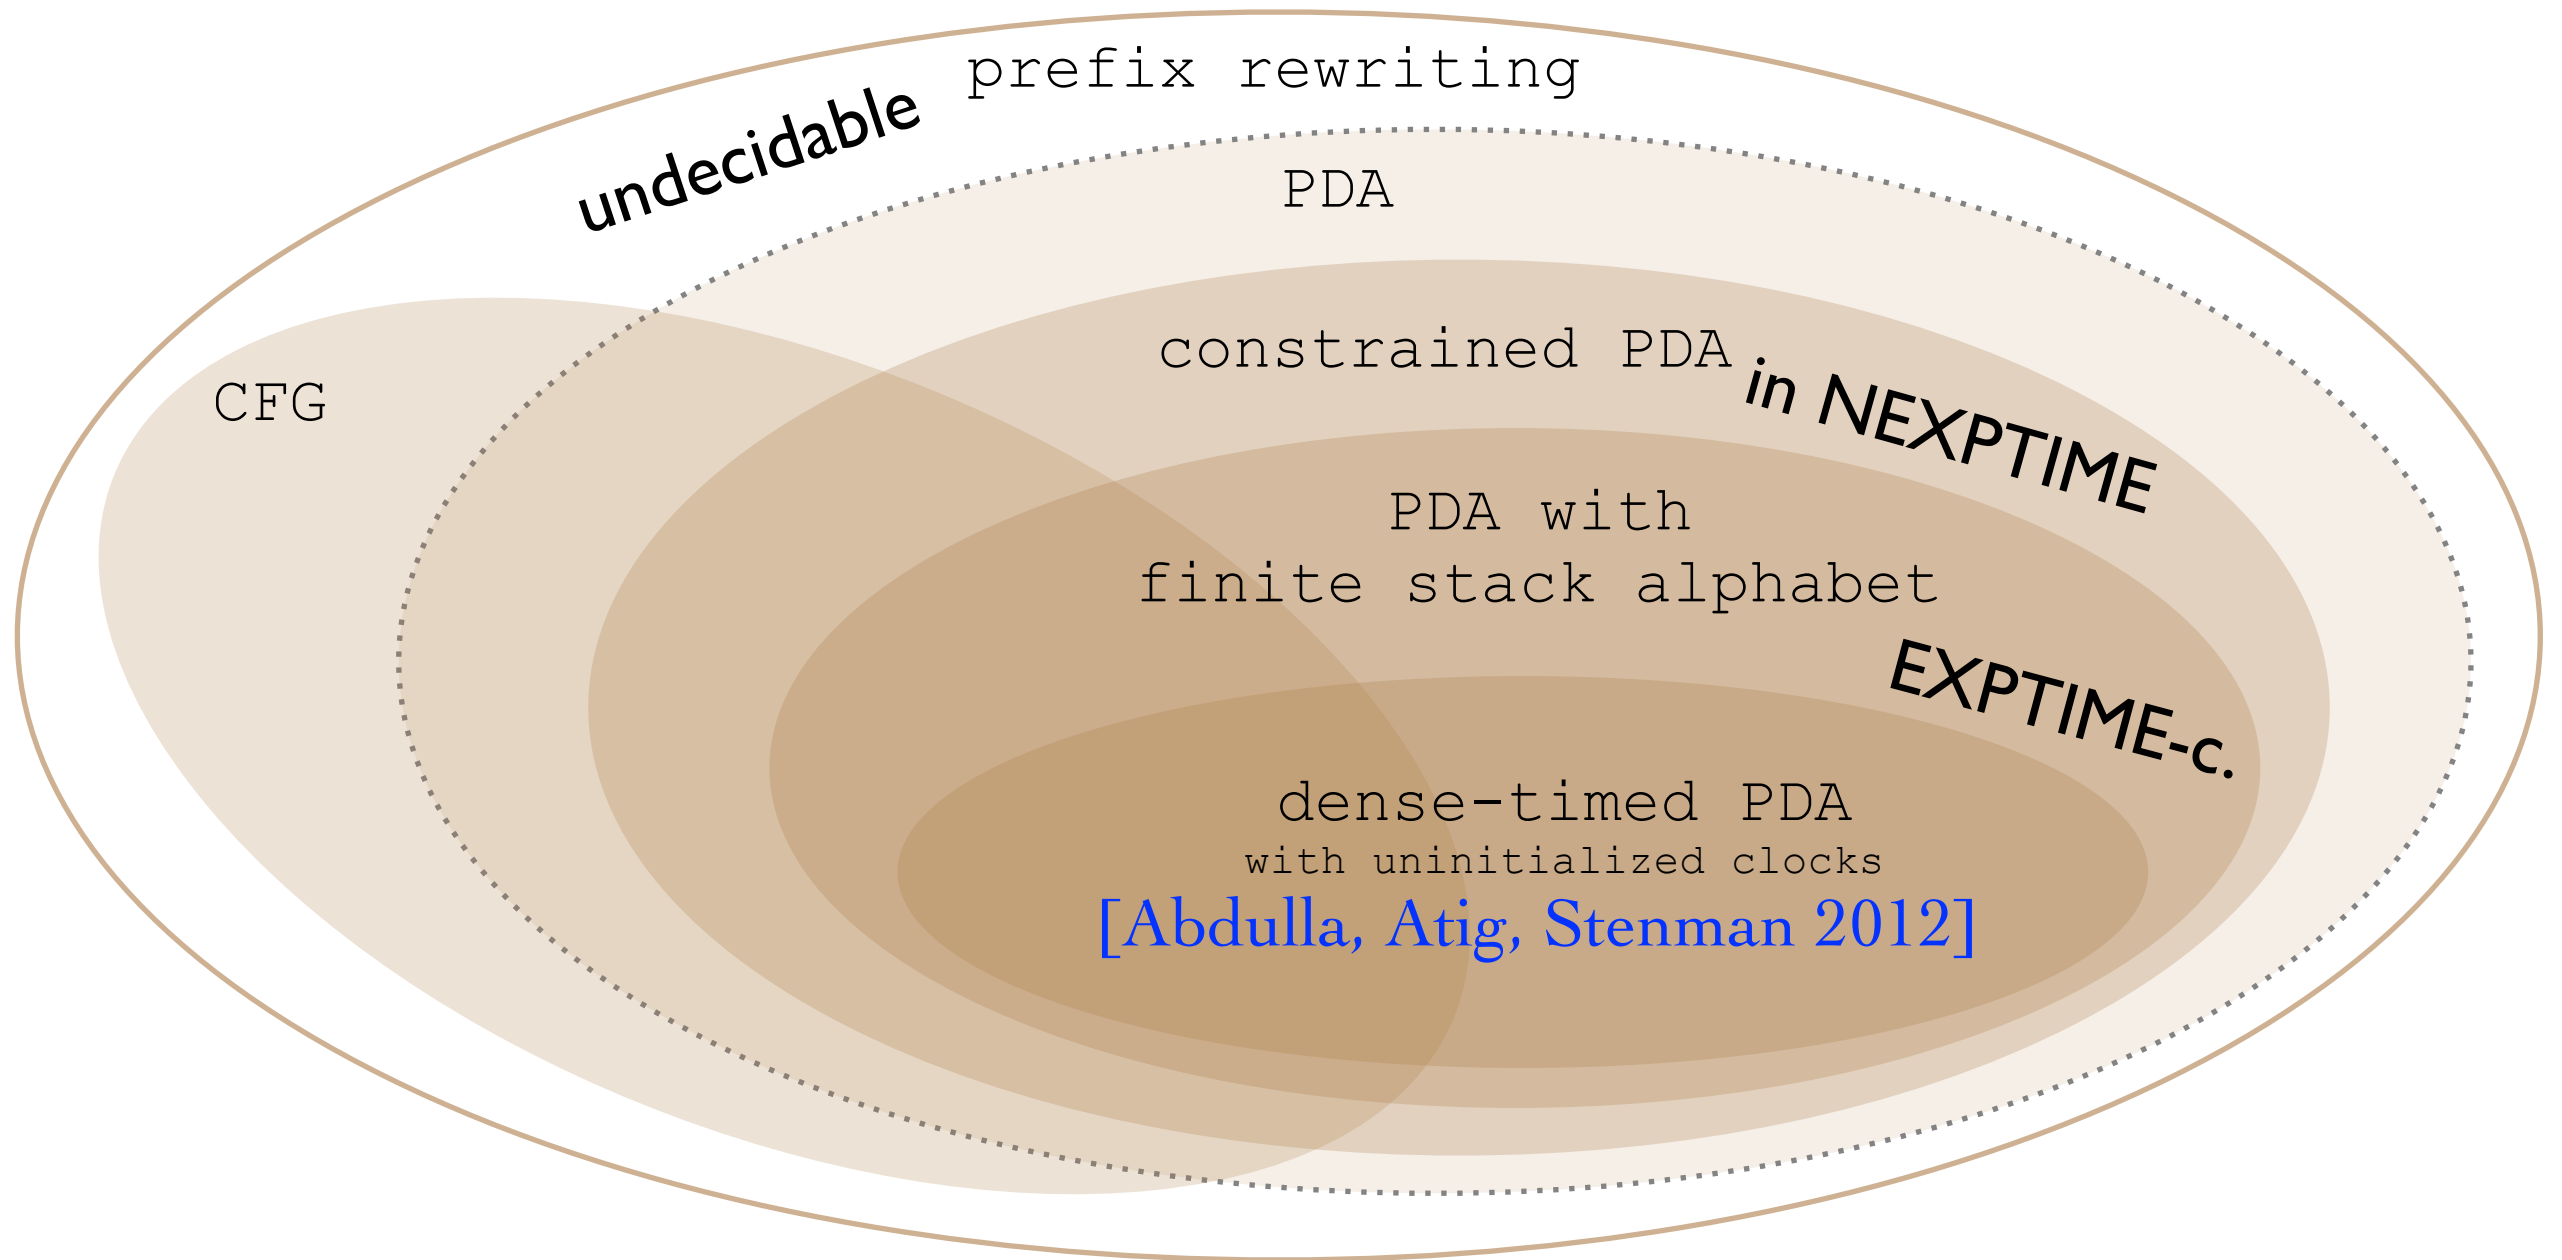 prefix rewriting
undecidable
PDA
constrained PDA
in NEXPTIME
CFG
PDA with
finite stack alphabet
EXPTIME-c.
dense-timed PDA
with uninitialized clocks
[Abdulla, Atig, Stenman 2012]